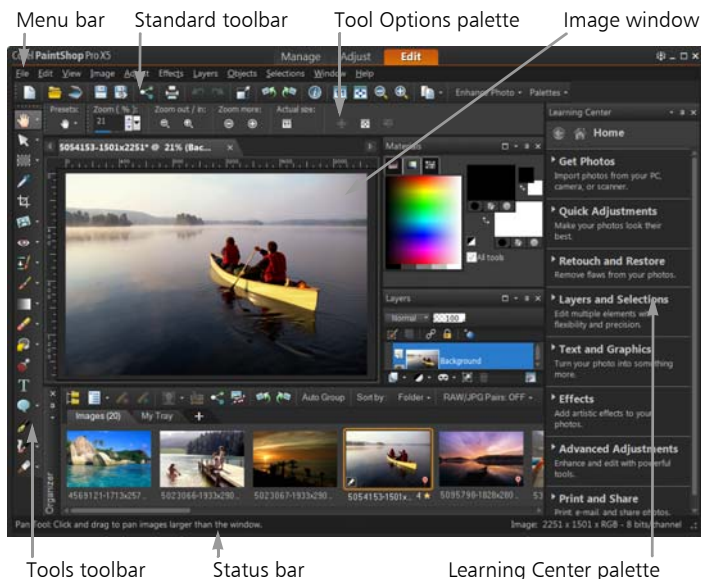 Menu bar Standard toolbar Tool Options palette Image window
Corel PaintShop Pro X5 Manage Adjust Edit
File Edit View Image Adjust Effects Layers Objects Selections Window Help
Enhance Photo Palettes
Presets: Zoom (%): Zoom out / in: Zoom more: Actual size:
21
Learning Center
Home
5054153-1501x2251* @ 21% (Bac...
Materials
All tools
Get Photos
Import photos from your PC,
camera, or scanner.
Quick Adjustments
Make your photos look their
best.
Retouch and Restore
Remove flaws from your photos.
Layers and Selections
Edit multiple elements with
flexibility and precision.
Text and Graphics
Turn your photo into something
more.
Effects
Add artistic effects to your
photos.
Advanced Adjustments
Enhance and edit with powerful
tools.
Print and Share
Print, e-mail, and share photos.
Layers
Normal 100
Background
Auto Group Sort by: Folder RAW/JPG Pairs: OFF
Images (20) My Tray +
Organizer
4569121-1713x257... 5023066-1933x290... 5023067-1933x290... 5054153-1501x... 4 5095790-1828x280...
Pan Tool: Click and drag to pan images larger than the window. Image: 2251 x 1501 x RGB - 8 bits/channel
Tools toolbar Status bar Learning Center palette